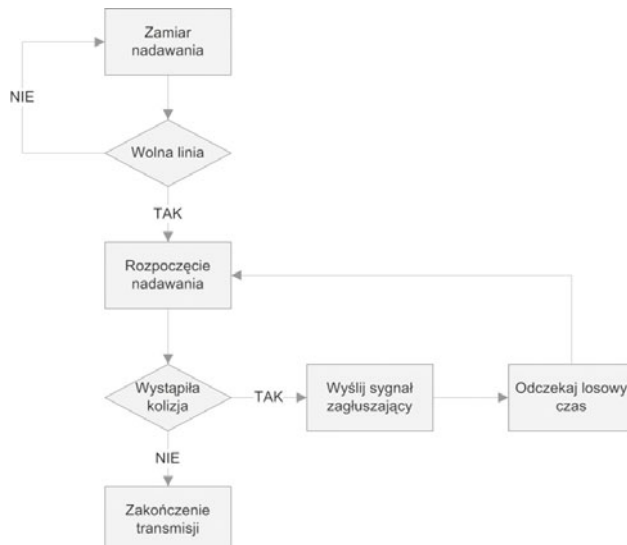 Zamiar
nadawania
NIE
Wolna linia
TAK
Rozpoczęcie
nadawania
Wystąpiła
kolizja
TAK
Wyślij sygnał
zagłuszający
Odczekaj losowy
czas
NIE
Zakończenie
transmisji